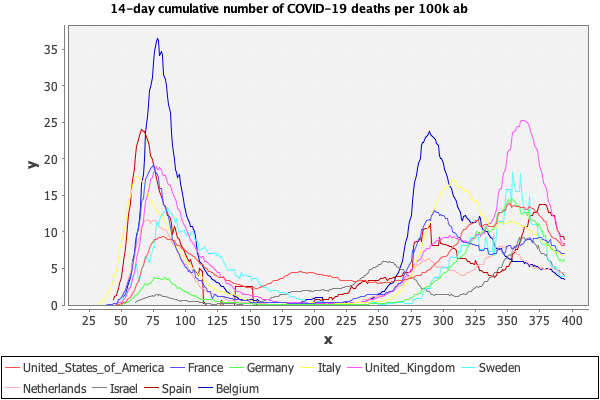 14-day cumulative number of COVID-19 deaths per 100k ab
35
30
25
20
15
10
5
0
y
25 50 75 100 125 150 175 200 225 250 275 300 325 350 375 400
x
United_States_of_America France Germany Italy United_Kingdom Sweden
Netherlands Israel Spain Belgium